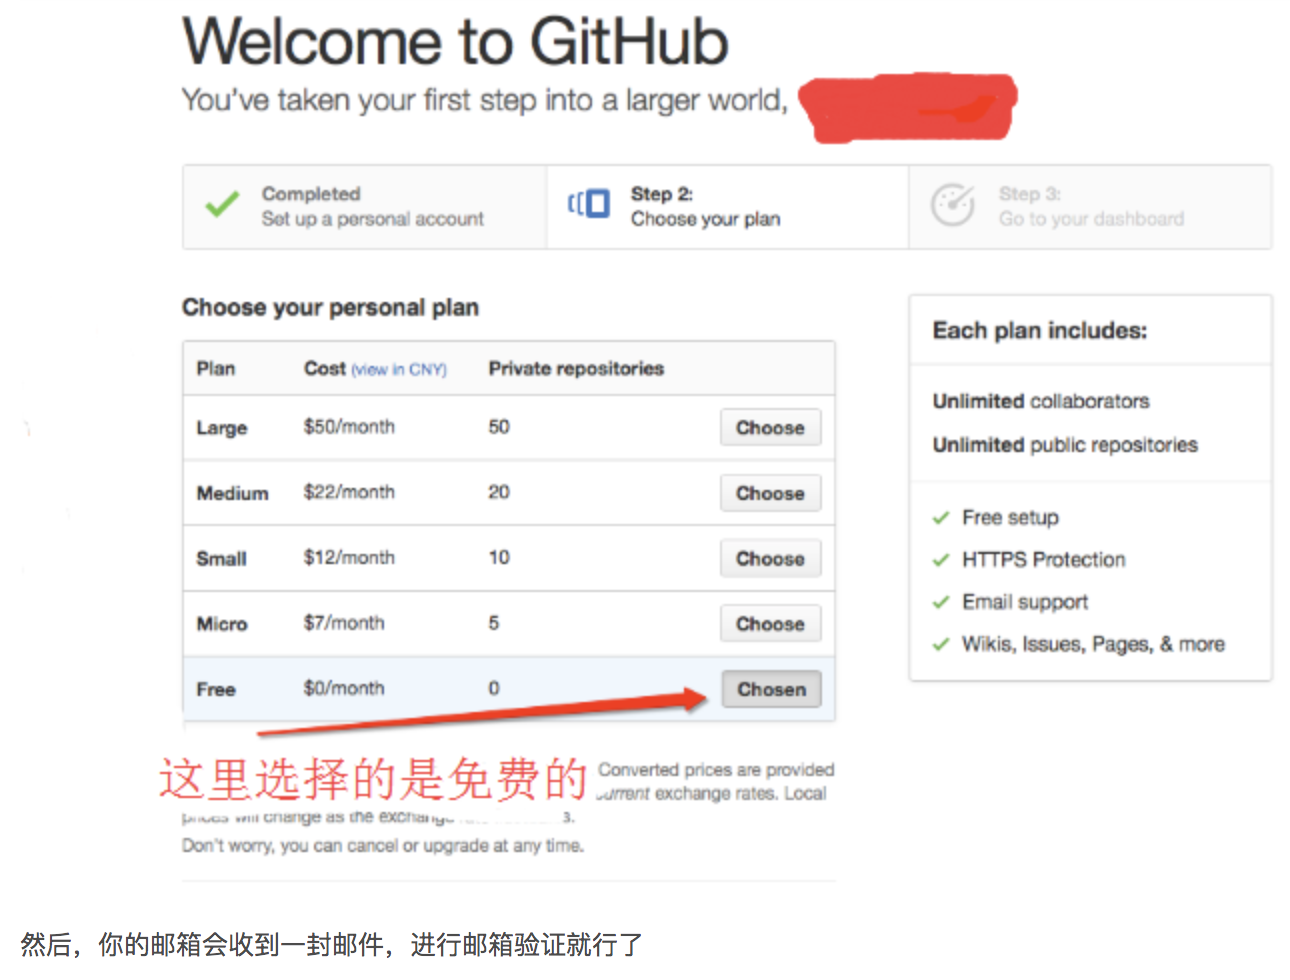 Welcome to GitHub
You've taken your first step into a larger world,
Completed
Set up a personal account
Step 2:
Choose your plan
Step 3:
Go to your dashboard
Choose your personal plan
Plan Cost (view in CNY) Private repositories
Large $50/month 50 Choose
Medium $22/month 20 Choose
Small $12/month 10 Choose
Micro $7/month 5 Choose
Free $0/month 0 Chosen
这里选择的是免费的
Converted prices are provided
current exchange rates. Local
prices will change as the exchange
Don't worry, you can cancel or upgrade at any time.
Each plan includes:
Unlimited collaborators
Unlimited public repositories
Free setup
HTTPS Protection
Email support
Wikis, Issues, Pages, & more
然后，你的邮箱会收到一封邮件，进行邮箱验证就行了